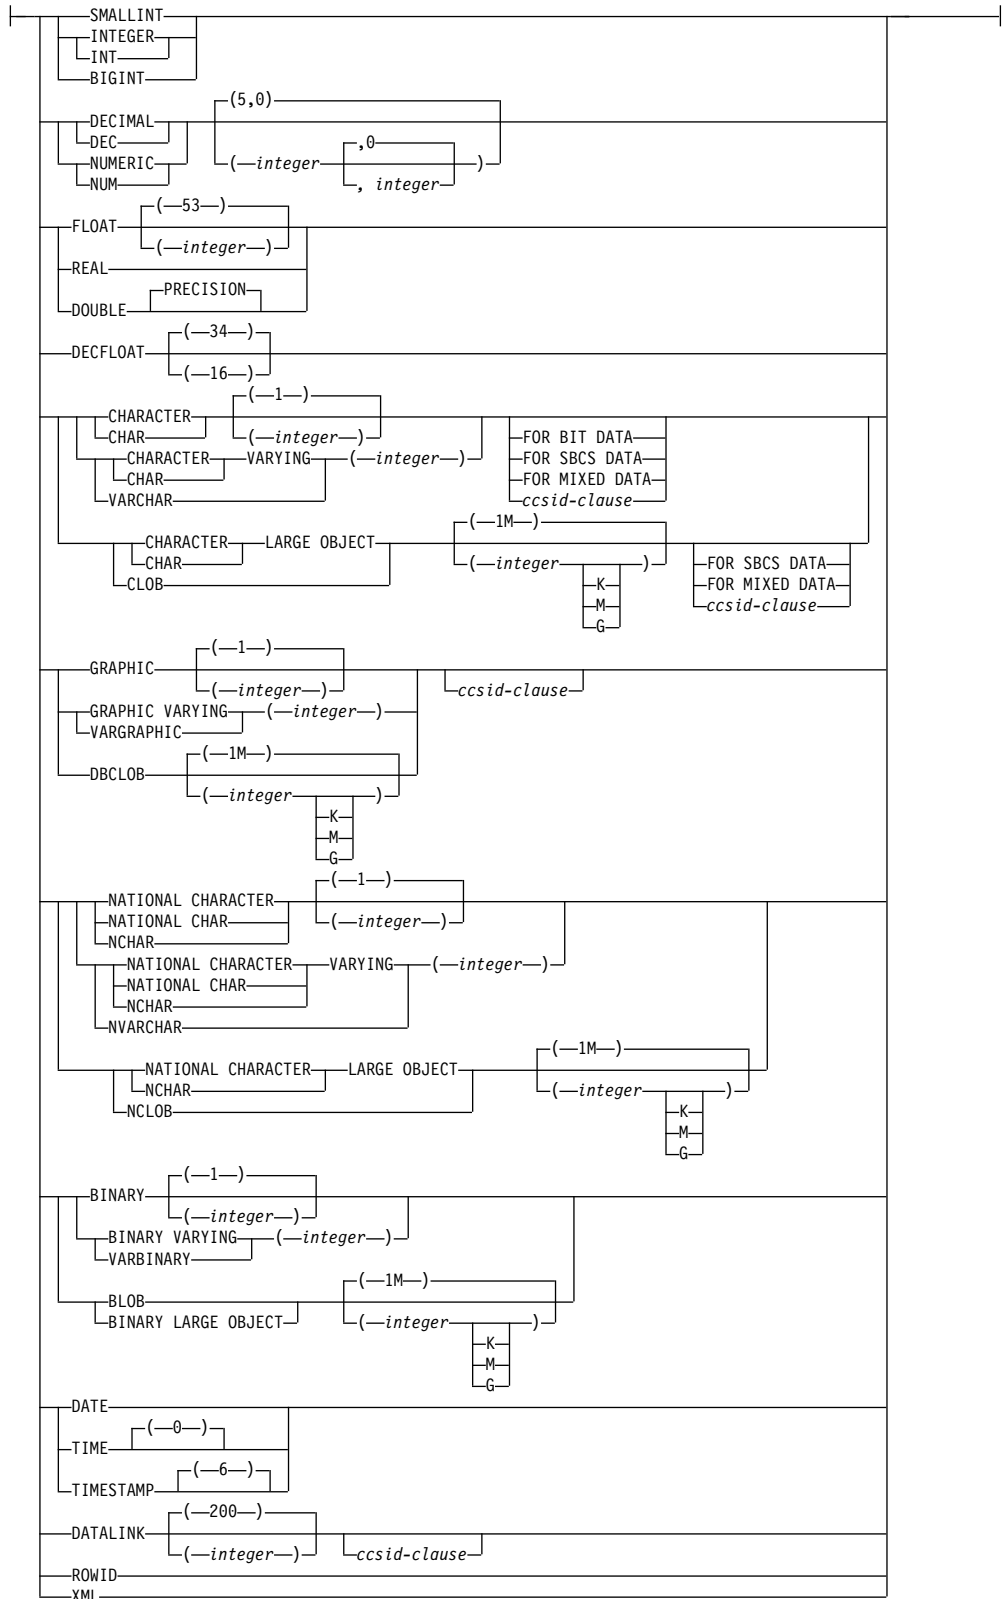 SMALLINT
INTEGER
INT
BIGINT
(5,0)
DECIMAL
DEC
,0
NUMERIC ( integer )
NUM , integer
( 53 )
FLOAT
( integer )
REAL
PRECISION
DOUBLE
( 34 )
DECFLOAT
( 16 )
( 1 )
CHARACTER
CHAR ( integer ) FOR BIT DATA
CHARACTER VARYING ( integer ) FOR SBCS DATA
CHAR FOR MIXED DATA
VARCHAR ccsid-clause
( 1M )
CHARACTER LARGE OBJECT
CHAR ( integer ) FOR SBCS DATA
CLOB K FOR MIXED DATA
M ccsid-clause
G
( 1 )
GRAPHIC
( integer ) ccsid-clause
GRAPHIC VARYING ( integer )
VARGRAPHIC
( 1M )
DBCLOB
( integer )
K
M
G
( 1 )
NATIONAL CHARACTER
NATIONAL CHAR ( integer )
NCHAR
NATIONAL CHARACTER VARYING ( integer )
NATIONAL CHAR
NCHAR
NVARCHAR
( 1M )
NATIONAL CHARACTER LARGE OBJECT
NCHAR ( integer )
NCLOB K
M
G
( 1 )
BINARY
( integer )
BINARY VARYING ( integer )
VARBINARY
( 1M )
BLOB
BINARY LARGE OBJECT ( integer )
K
M
G
DATE
( 0 )
TIME
( 6 )
TIMESTAMP
( 200 )
DATALINK
( integer ) ccsid-clause
ROWID
XML